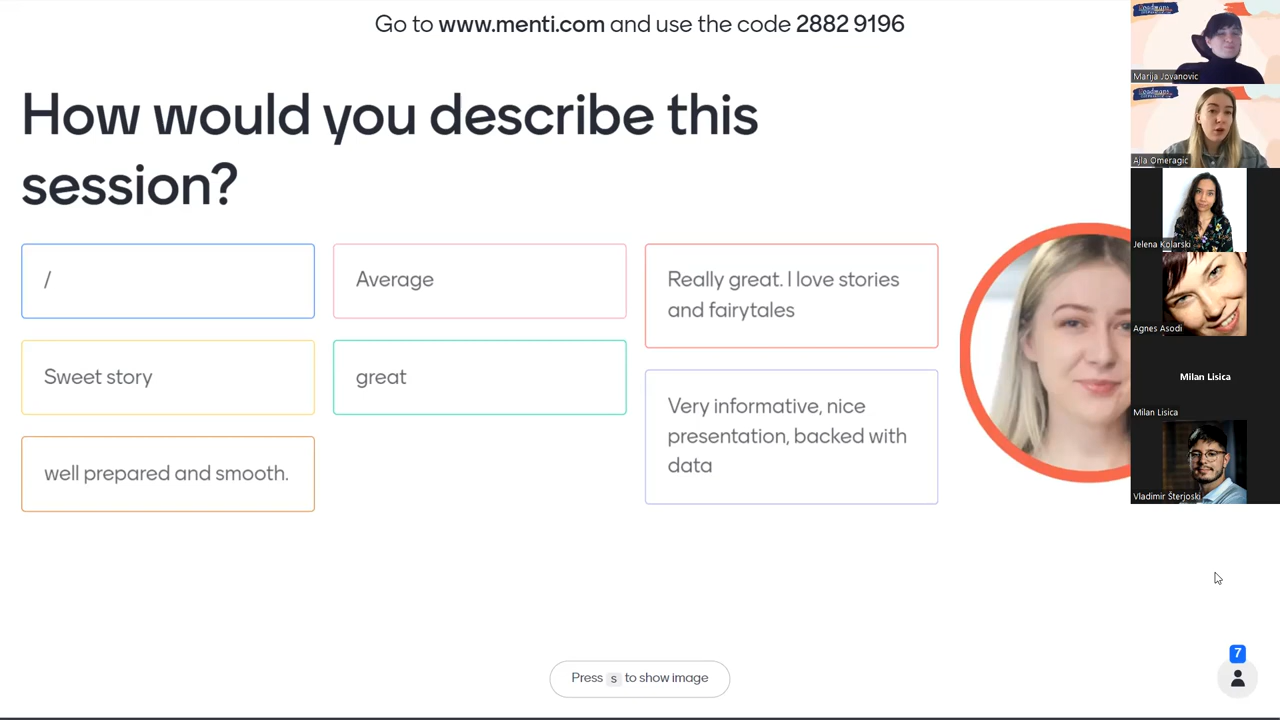 Go to www.menti.com and use the code 2882 9196
How would you describe this
session?
/
Average
Really great. I love stories
and fairytales
Sweet story
great
Very informative, nice
presentation, backed with
data
well prepared and smooth.
Press s to show image
7
Marija Jovanovic
Ajla Omeragic
Jelena Kolarski
Agnes Asodi
Milan Lisica
Milan Lisica
Vladimir Šterjoski